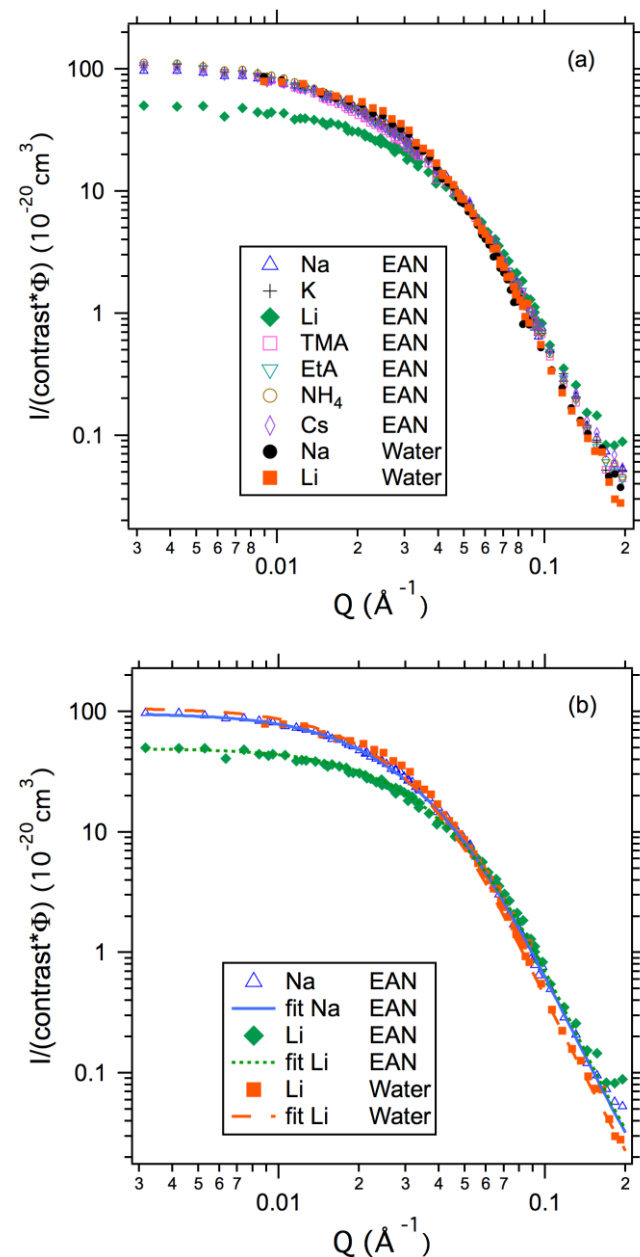 (a)
100
10
1
0.1
I/(contrast*Φ) (10⁻²⁰ cm³)
Na EAN
K EAN
Li EAN
TMA EAN
EtA EAN
NH₄ EAN
Cs EAN
Na Water
Li Water
3 4 5 6 7 8 0.01 2 3 4 5 6 7 8 0.1 2
Q (Å⁻¹)
(b)
100
10
1
0.1
I/(contrast*Φ) (10⁻²⁰ cm³)
Na EAN
fit Na EAN
Li EAN
fit Li EAN
Li Water
fit Li Water
3 4 5 6 7 0.01 2 3 4 5 6 7 0.1 2
Q (Å⁻¹)